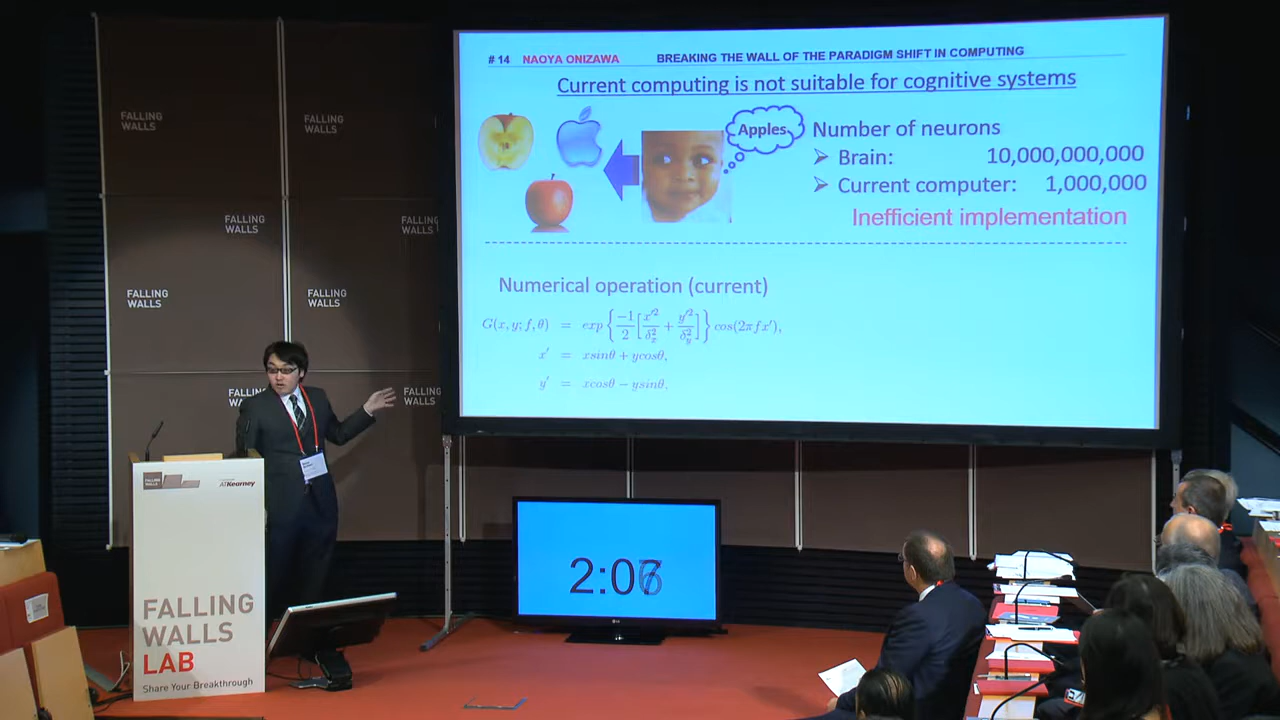 # 14 NAOYA ONIZAWA BREAKING THE WALL OF THE PARADIGM SHIFT IN COMPUTING
Current computing is not suitable for cognitive systems
Apples
Number of neurons
➢ Brain: 10,000,000,000
➢ Current computer: 1,000,000
Inefficient implementation
Numerical operation (current)
G(x, y; f, θ) = exp{-1/2[x'²/δ²x + y'²/δ²y]} cos(2πfx'),
x' = xsinθ + ycosθ,
y' = xcosθ − ysinθ,
FALLING
WALLS
FALLING
WALLS
FALLING
WALLS
FALLING
WALLS
FALLING
WALLS
FALLING
WALLS
FALLING
WALLS
FALLING
WALLS
FALLING
WALLS
ATKearney
FALLING
WALLS
LAB
Share Your Breakthrough
2:0
LG